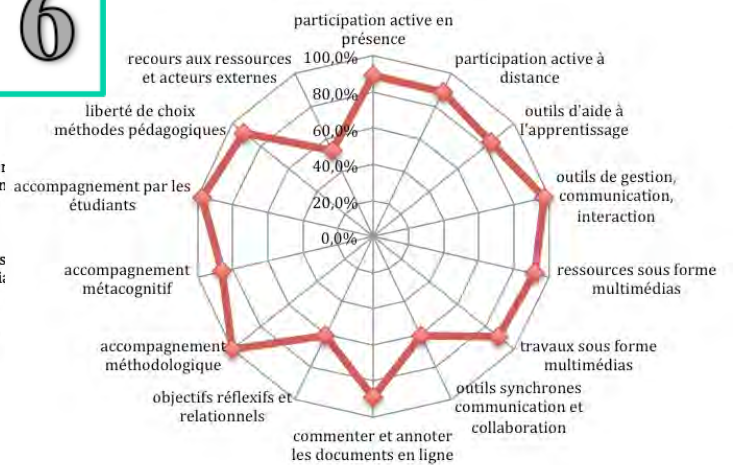 6
participation active en
présence
participation active à
distance
outils d'aide à
l'apprentissage
outils de gestion,
communication,
interaction
ressources sous forme
multimédias
travaux sous forme
multimédias
outils synchrones
communication et
collaboration
commenter et annoter
les documents en ligne
objectifs réflexifs et
relationnels
accompagnement
méthodologique
accompagnement
métacognitif
accompagnement par les
étudiants
liberté de choix
méthodes pédagogiques
recours aux ressources
et acteurs externes
100,0%
80,0%
60,0%
40,0%
20,0%
0,0%